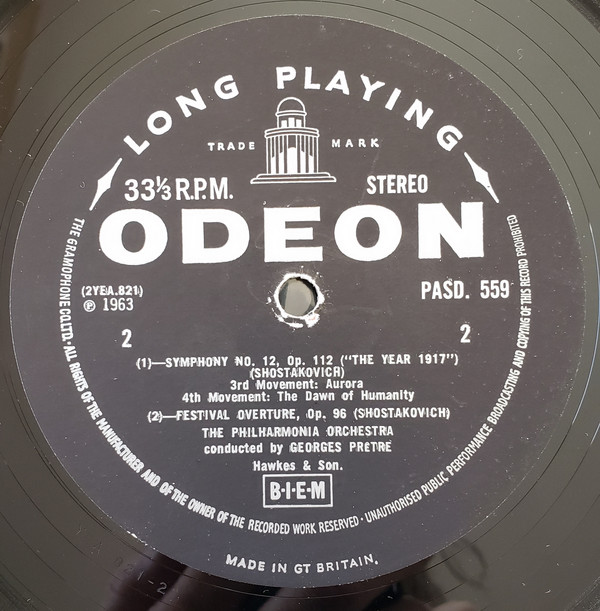 LONG PLAYING
TRADE MARK
33⅓ R.P.M. STEREO
ODEON
(2YEA.821) PASD. 559
℗ 1963
2 2
(1)—SYMPHONY NO. 12, Op. 112 ("THE YEAR 1917")
(SHOSTAKOVICH)
3rd Movement: Aurora
4th Movement: The Dawn of Humanity
(2)—FESTIVAL OVERTURE, Op. 96 (SHOSTAKOVICH)
THE PHILHARMONIA ORCHESTRA
conducted by GEORGES PRETRE
Hawkes & Son.
B·I·E·M
THE GRAMOPHONE CO. LTD. · ALL RIGHTS OF THE MANUFACTURER AND OF THE OWNER OF THE RECORDED WORK RESERVED · UNAUTHORISED PUBLIC PERFORMANCE BROADCASTING AND COPYING OF THIS RECORD PROHIBITED
MADE IN GT BRITAIN.